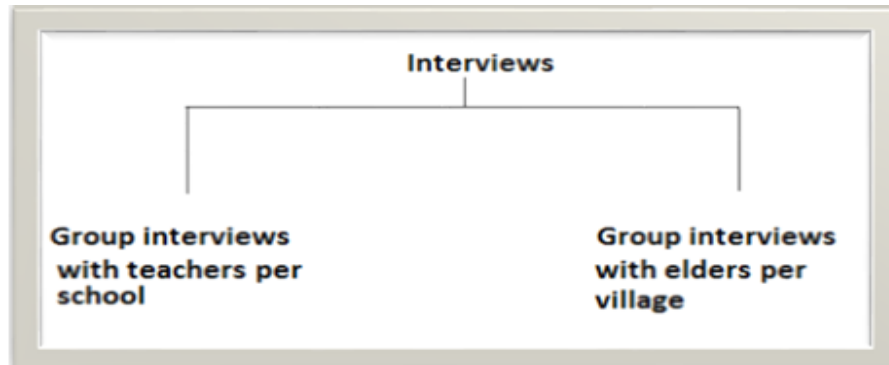 Interviews
Group interviews
with teachers per
school
Group interviews
with elders per
village